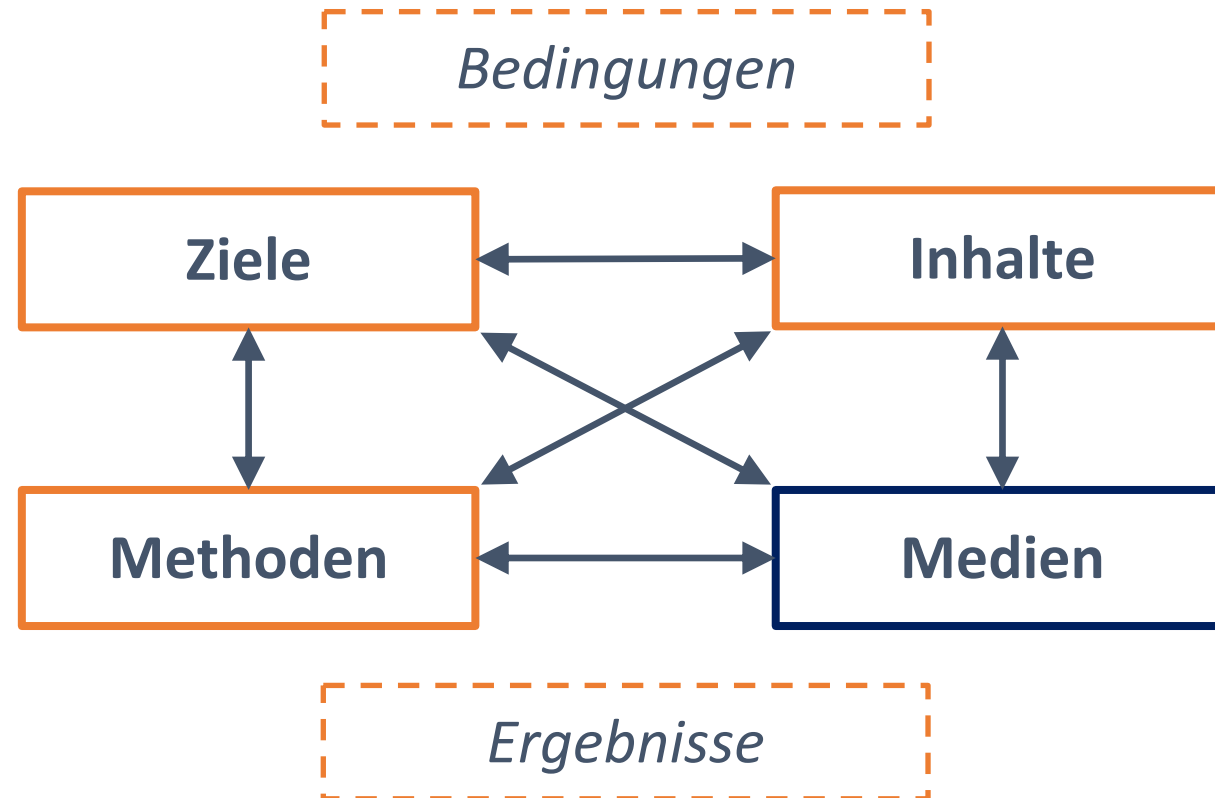 Bedingungen
Ziele
Inhalte
Methoden
Medien
Ergebnisse